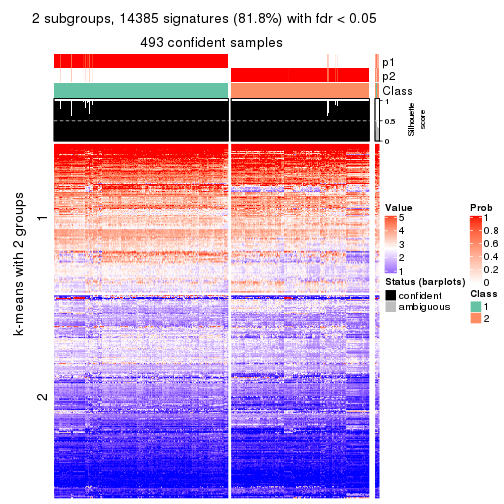 2 subgroups, 14385 signatures (81.8%) with fdr < 0.05
493 confident samples
p1
p2
Class
1
0.5
0
Silhouette
score
k-means with 2 groups
1
2
Value
5
4
3
2
1
Status (barplots)
confident
ambiguous
Prob
1
0.8
0.6
0.4
0.2
0
Class
1
2